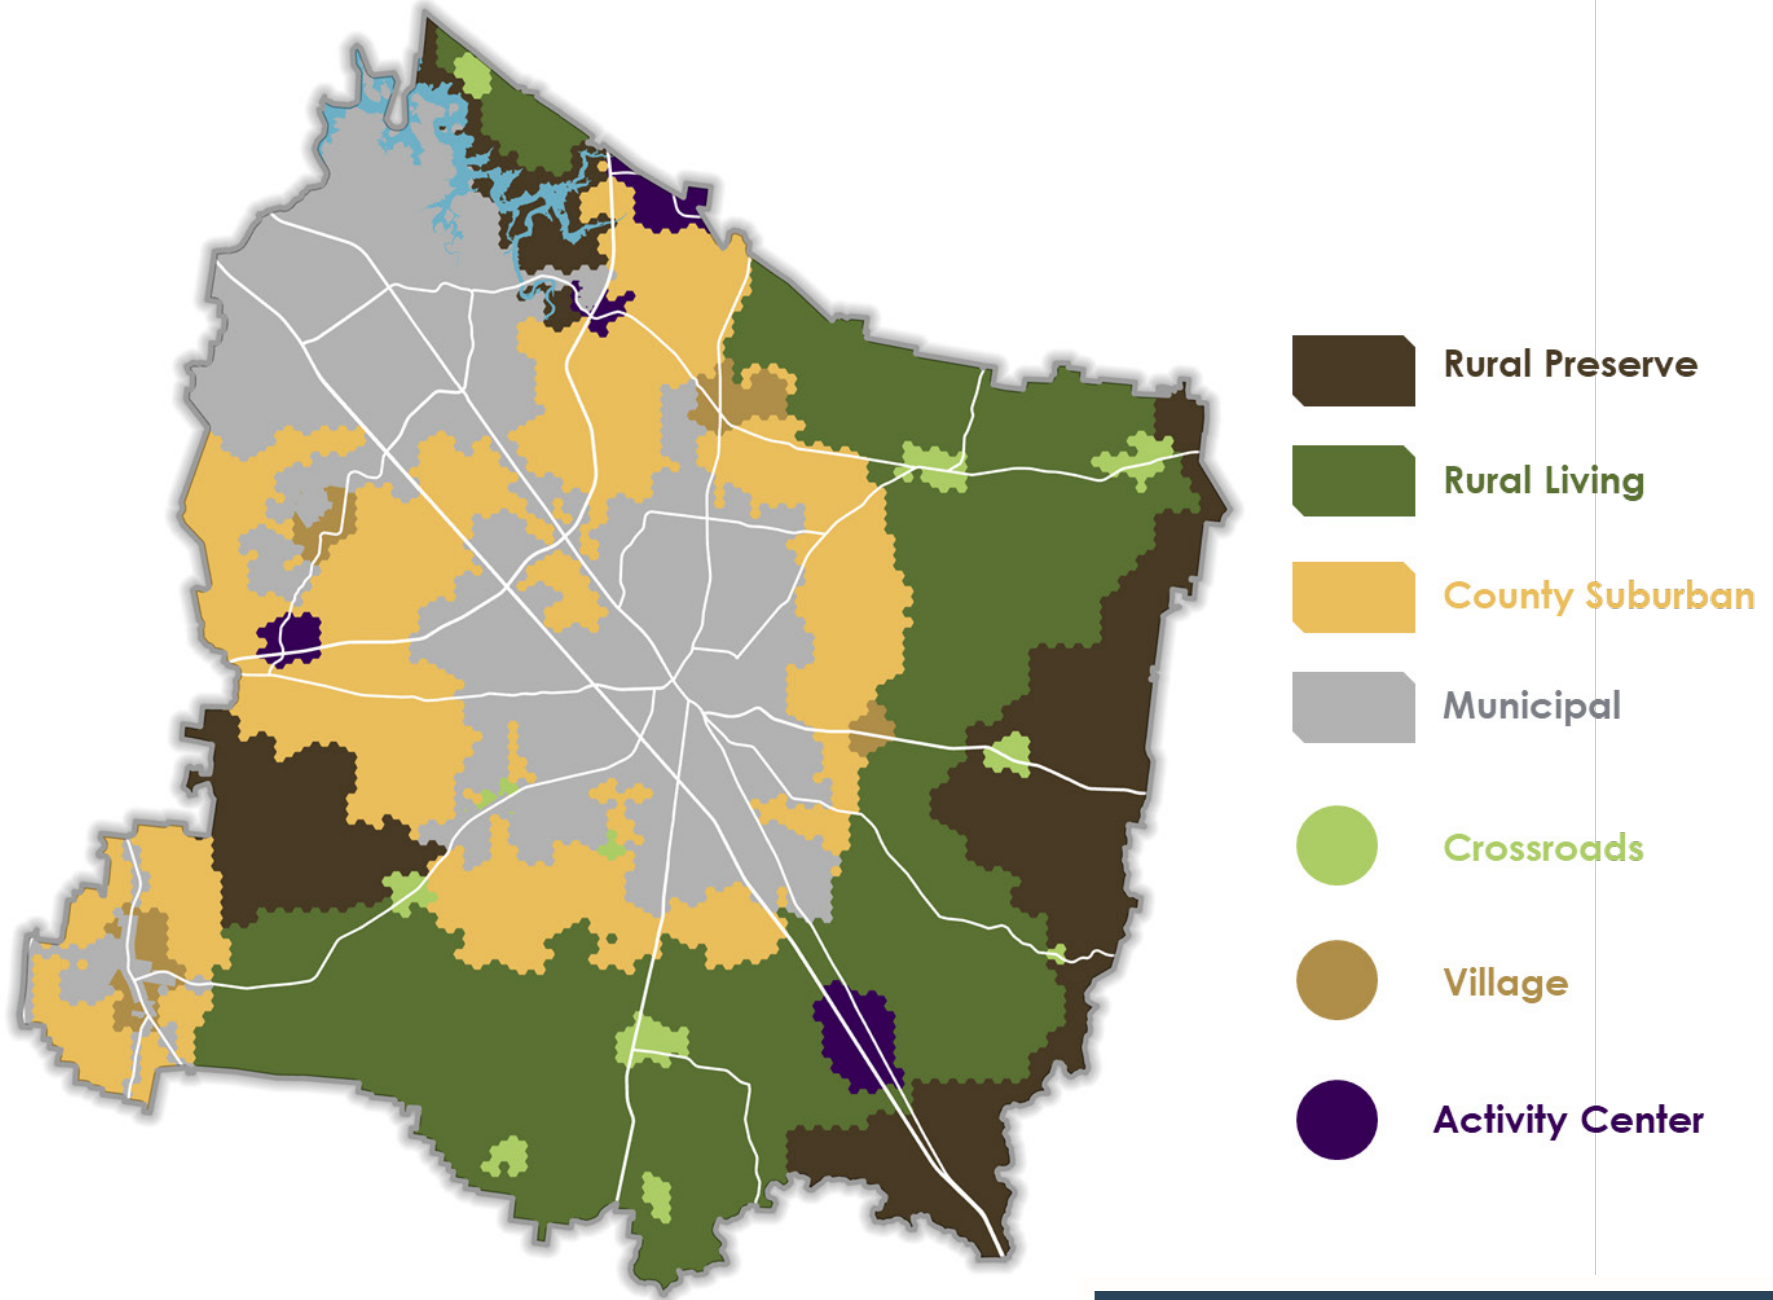 Rural Preserve
Rural Living
County Suburban
Municipal
Crossroads
Village
Activity Center